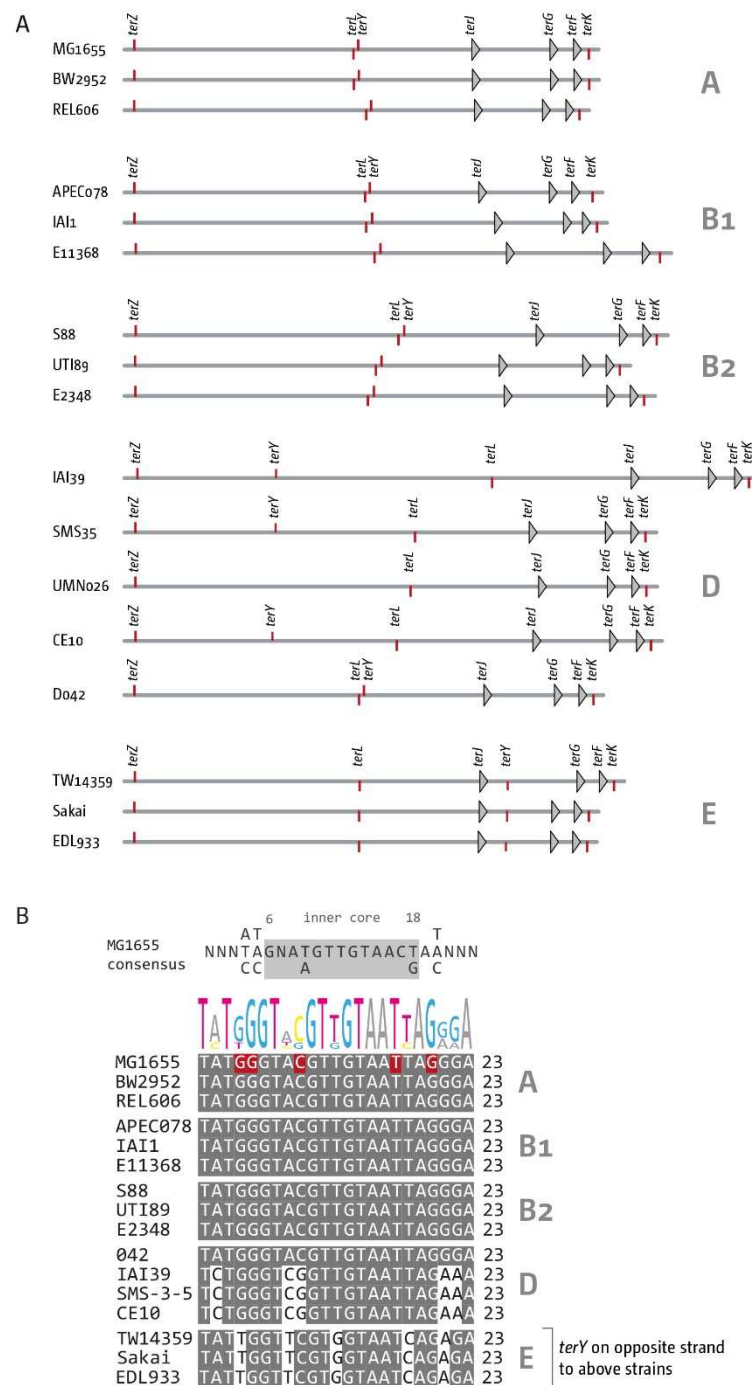 A
terZ terL terY terJ terG terF terK
MG1655
BW2952
REL606
A
terZ terL terY terJ terG terF terK
APECO78
IAI1
E11368
B1
terZ terL terY terJ terG terF terK
S88
UTI89
E2348
B2
terZ terY terL terJ terG terF terK
IAI39
terZ terY terL terJ terG terF terK
SMS35
terZ terL terJ terG terF terK
UMN026
D
terZ terY terL terJ terG terF terK
CE10
terZ terL terY terJ terG terF terK
D042
terZ terL terJ terY terG terF terK
TW14359
Sakai
EDL933
E
B
6 inner core 18
AT T
MG1655 NNNTAGNATGTTGTAACTAANNN
consensus CC A G C
MG1655 TATGGGTACGTTGTAATTAGGGA 23
BW2952 TATGGGTACGTTGTAATTAGGGA 23
REL606 TATGGGTACGTTGTAATTAGGGA 23
A
APEC078 TATGGGTACGTTGTAATTAGGGA 23
IAI1 TATGGGTACGTTGTAATTAGGGA 23
E11368 TATGGGTACGTTGTAATTAGGGA 23
B1
S88 TATGGGTACGTTGTAATTAGGGA 23
UTI89 TATGGGTACGTTGTAATTAGGGA 23
E2348 TATGGGTACGTTGTAATTAGGGA 23
B2
042 TATGGGTACGTTGTAATTAGGGA 23
IAI39 TCTGGGTCGGTTGTAATTAGAAA 23
SMS-3-5 TCTGGGTCGGTTGTAATTAGAAA 23
CE10 TCTGGGTCGGTTGTAATTAGAAA 23
D
TW14359 TATTGGTTCGTGGTAATCAGAGA 23
Sakai TATTGGTTCGTGGTAATCAGAGA 23
EDL933 TATTGGTTCGTGGTAATCAGAGA 23
E
terY on opposite strand
to above strains